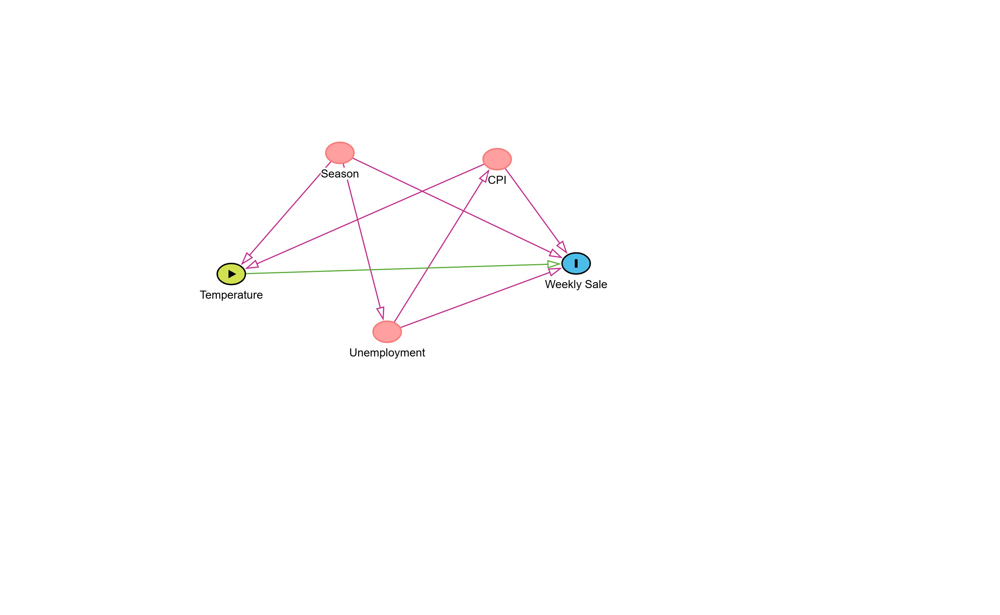 Season
CPI
Weekly Sale
Temperature
Unemployment